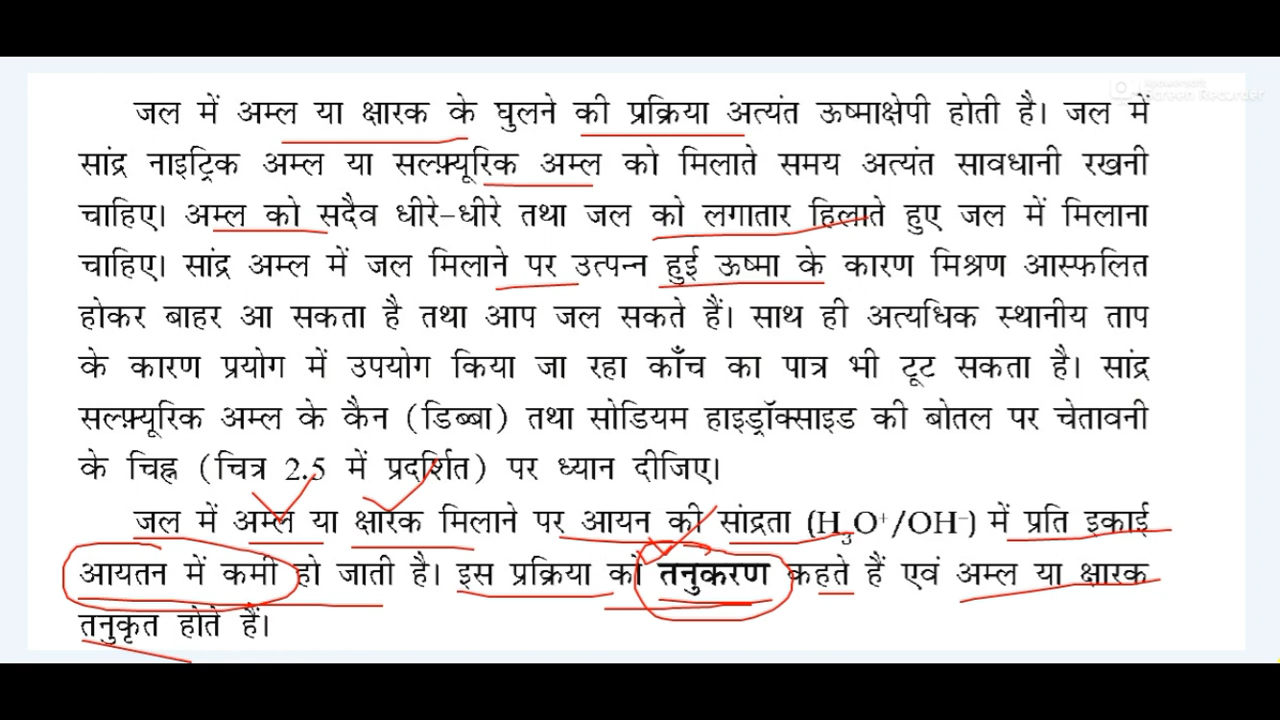 जल में अम्ल या क्षारक के घुलने की प्रक्रिया अत्यंत ऊष्माक्षेपी होती है। जल में
सांद्र नाइट्रिक अम्ल या सल्फ़्यूरिक अम्ल को मिलाते समय अत्यंत सावधानी रखनी
चाहिए। अम्ल को सदैव धीरे-धीरे तथा जल को लगातार हिलाते हुए जल में मिलाना
चाहिए। सांद्र अम्ल में जल मिलाने पर उत्पन्न हुई ऊष्मा के कारण मिश्रण आस्फलित
होकर बाहर आ सकता है तथा आप जल सकते हैं। साथ ही अत्यधिक स्थानीय ताप
के कारण प्रयोग में उपयोग किया जा रहा काँच का पात्र भी टूट सकता है। सांद्र
सल्फ़्यूरिक अम्ल के कैन (डिब्बा) तथा सोडियम हाइड्रॉक्साइड की बोतल पर चेतावनी
के चिह्न (चित्र 2.5 में प्रदर्शित) पर ध्यान दीजिए।
जल में अम्ल या क्षारक मिलाने पर आयन की सांद्रता (H₃O⁺/OH⁻) में प्रति इकाई
आयतन में कमी हो जाती है। इस प्रक्रिया को तनुकरण कहते हैं एवं अम्ल या क्षारक
तनुकृत होते हैं।
Screen Recorder